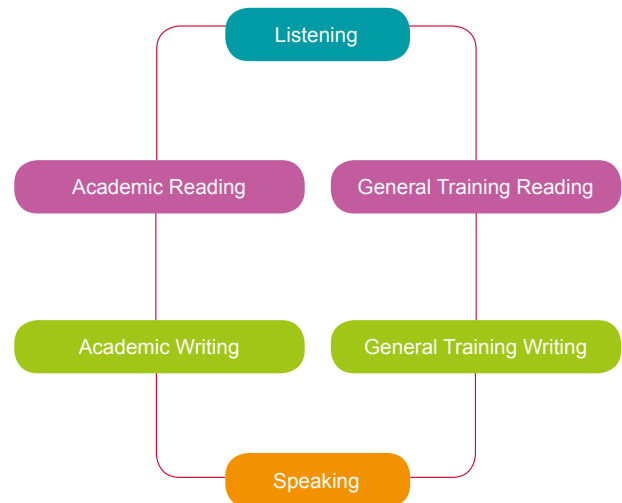 Listening
Academic Reading
General Training Reading
Academic Writing
General Training Writing
Speaking